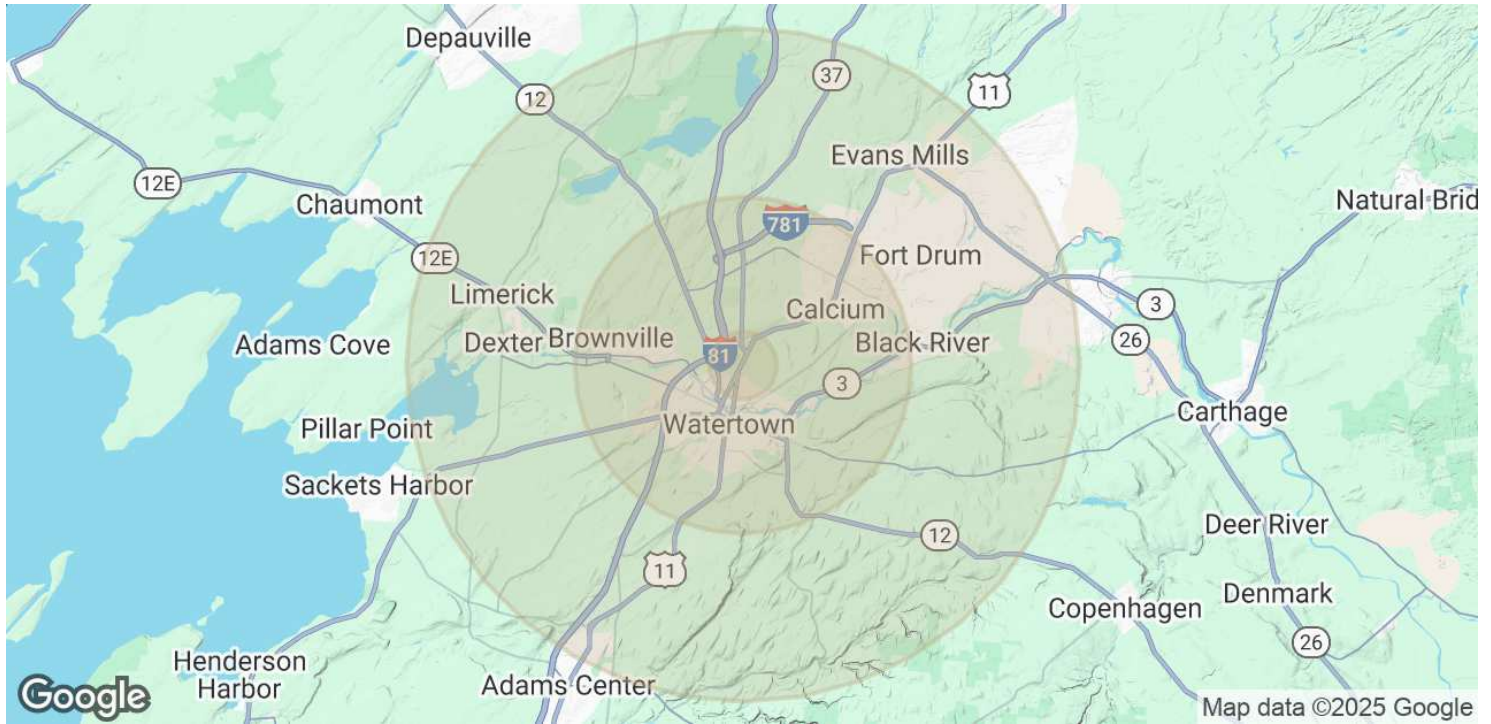 Depauville
37
12
11
Evans Mills
12E
Chaumont
Natural Brid
781
12E
Fort Drum
Limerick
Calcium
3
Adams Cove
Dexter
Brownville
81
Black River
26
3
Carthage
Pillar Point
Watertown
Sackets Harbor
Deer River
12
11
Denmark
Copenhagen
26
Henderson
Harbor
Adams Center
Google
Map data ©2025 Google